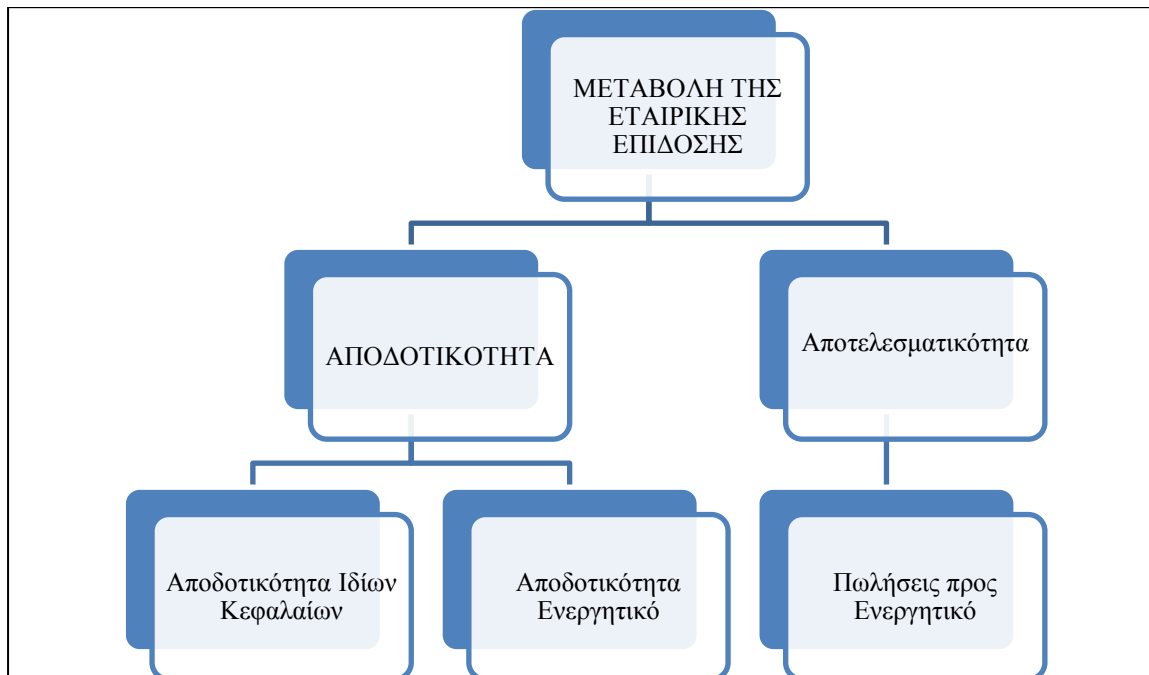 ΜΕΤΑΒΟΛΗ ΤΗΣ
ΕΤΑΙΡΙΚΗΣ
ΕΠΙΔΟΣΗΣ
ΑΠΟΔΟΤΙΚΟΤΗΤΑ
Αποτελεσματικότητα
Αποδοτικότητα Ιδίων
Κεφαλαίων
Αποδοτικότητα
Ενεργητικό
Πωλήσεις προς
Ενεργητικό